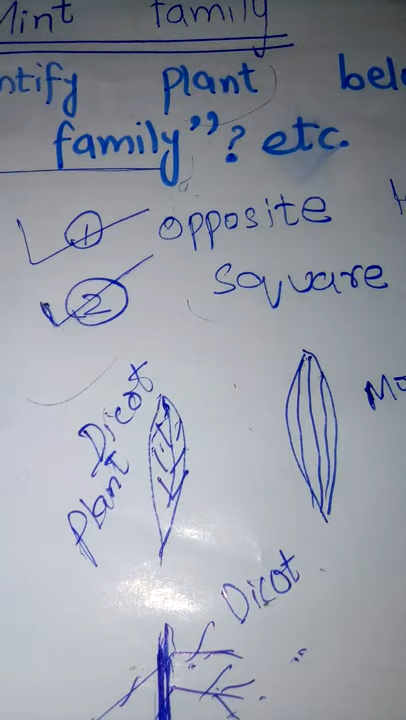 Mint family
ntify plant bel
family"? etc.
1 opposite
2 square
Dicot
Plant
Dicot